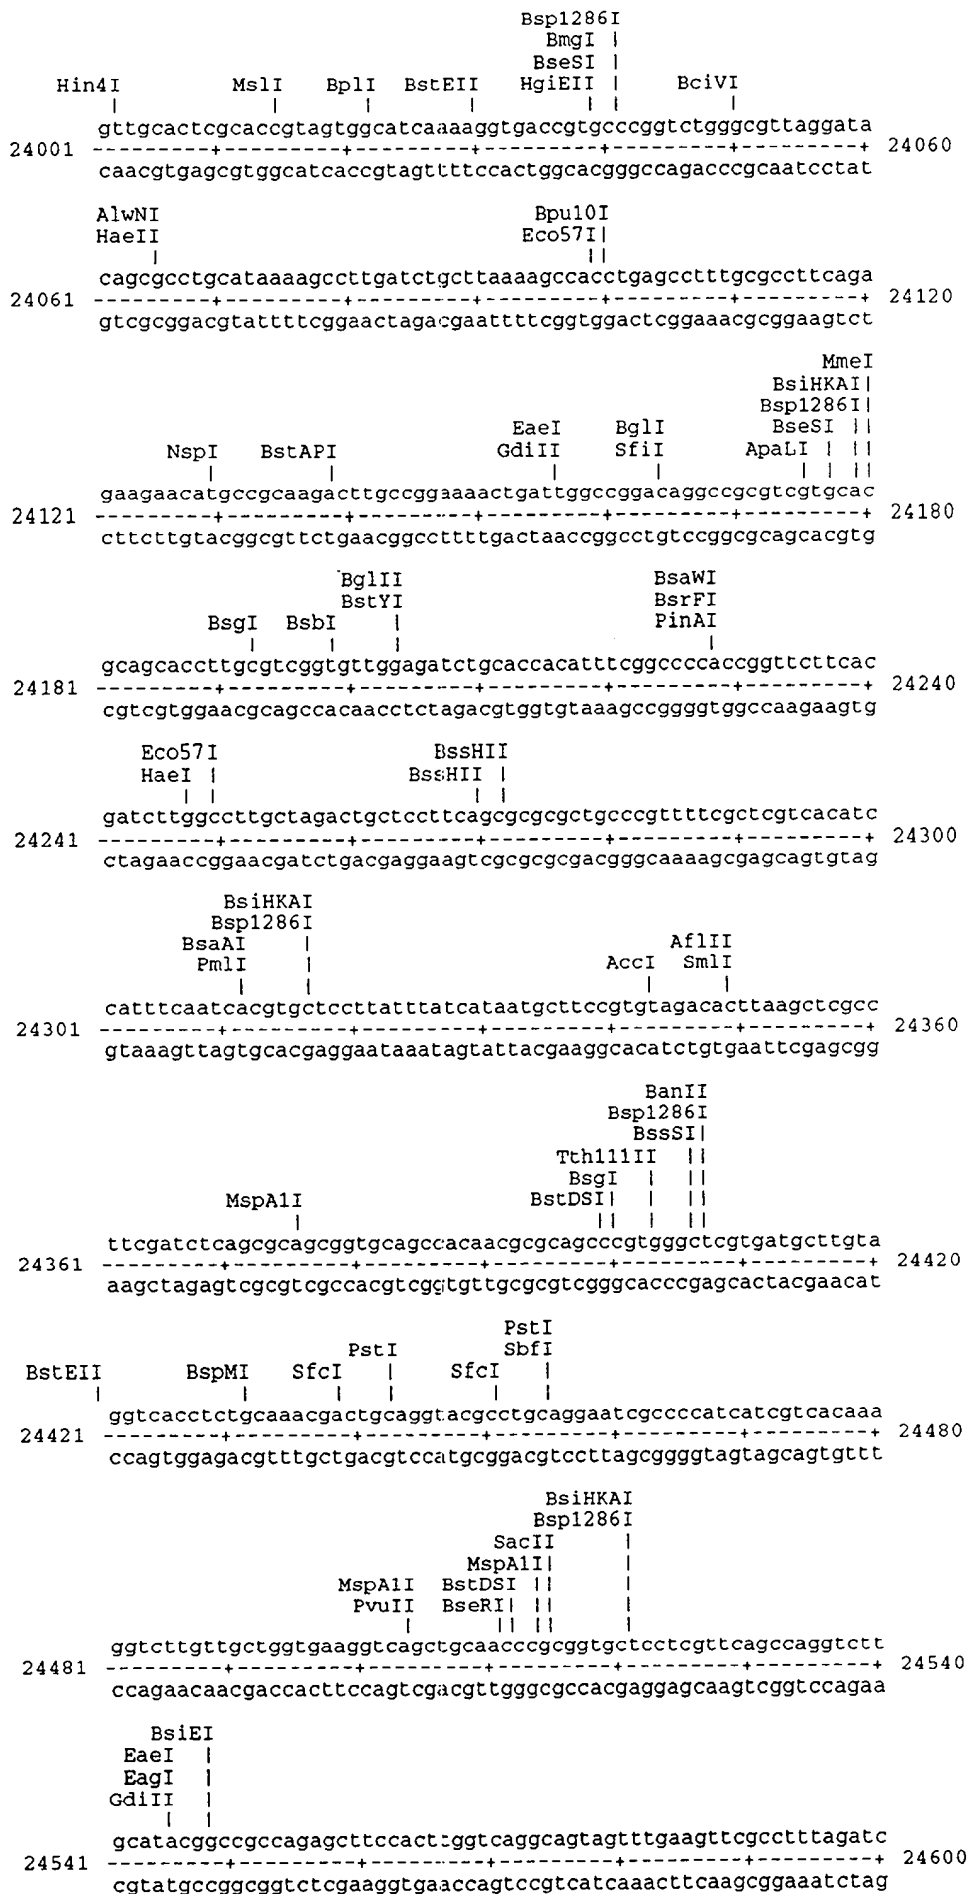 Bsp1286I
BmgI |
BseSI |
Hin4I MslI BplI BstEII HgiEII | BciVI
| | | | | | |
gttgcactcgcaccgtagtggcatcaaaaggtgaccgtgcccggtctgggcgttaggata
24001 ---------+---------+---------+---------+---------+---------+ 24060
caacgtgagcgtggcatcaccgtagttttccactggcacgggccagacccgcaatcctat
AlwNI Bpu10I
HaeII Eco57I|
| ||
cagcgcctgcataaaagccttgatctgcttaaaagccacctgagcctttgcgccttcaga
24061 ---------+---------+---------+---------+---------+---------+ 24120
gtcgcggacgtattttcggaactagacgaattttcggtggactcggaaacgcggaagtct
MmeI
BsiHKAI|
Bsp1286I|
EaeI BglI BseSI ||
NspI BstAPI GdiII SfiI ApaLI | ||
| | | | | | ||
gaagaacatgccgcaagacttgccggaaaactgattggccggacaggccgcgtcgtgcac
24121 ---------+---------+---------+---------+---------+---------+ 24180
cttcttgtacggcgttctgaacggccttttgactaaccggcctgtccggcgcagcacgtg
BglII BsaWI
BstYI BsrFI
BsgI BsbI | PinAI
| | | |
gcagcaccttgcgtcggtgttggagatctgcaccacatttcggccccaccggttcttcac
24181 ---------+---------+---------+---------+---------+---------+ 24240
cgtcgtggaacgcagccacaacctctagacgtggtgtaaagccggggtggccaagaagtg
Eco57I BssHII
HaeI | BssHII |
| | | |
gatcttggccttgctagactgctccttcagcgcgcgctgcccgttttcgctcgtcacatc
24241 ---------+---------+---------+---------+---------+---------+ 24300
ctagaaccggaacgatctgacgaggaagtcgcgcgcgacgggcaaaagcgagcagtgtag
BsiHKAI
Bsp1286I
BsaAI | AflII
PmlI | AccI SmlI
| | | |
catttcaatcacgtgctccttatttatcataatgcttccgtgtagacacttaagctcgcc
24301 ---------+---------+---------+---------+---------+---------+ 24360
gtaaagttagtgcacgaggaataaatagtattacgaaggcacatctgtgaattcgagcgg
BanII
Bsp1286I
BssSI|
Tth111II ||
BsgI | ||
MspA1I BstDSI| | ||
| || | ||
ttcgatctcagcgcagcggtgcagccacaacgcgcagcccgtgggctcgtgatgcttgta
24361 ---------+---------+---------+---------+---------+---------+ 24420
aagctagagtcgcgtcgccacgtcggtgttgcgcgtcgggcacccgagcactacgaacat
PstI
PstI SbfI
BstEII BspMI SfcI | SfcI |
| | | | | |
ggtcacctctgcaaacgactgcaggtacgcctgcaggaatcgccccatcatcgtcacaaa
24421 ---------+---------+---------+---------+---------+---------+ 24480
ccagtggagacgtttgctgacgtccatgcggacgtccttagcggggtagtagcagtgttt
BsiHKAI
Bsp1286I
SacII |
MspA1I| |
MspA1I BstDSI || |
PvuII BseRI| || |
| || || |
ggtcttgttgctggtgaaggtcagctgcaacccgcggtgctcctcgttcagccaggtctt
24481 ---------+---------+---------+---------+---------+---------+ 24540
ccagaacaacgaccacttccagtcgacgttgggcgccacgaggagcaagtcggtccagaa
BsiEI
EaeI |
EagI |
GdiII |
| |
gcatacggccgccagagcttccacttggtcaggcagtagtttgaagttcgcctttagatc
24541 ---------+---------+---------+---------+---------+---------+ 24600
cgtatgccggcggtctcgaaggtgaaccagtccgtcatcaaacttcaagcggaaatctag